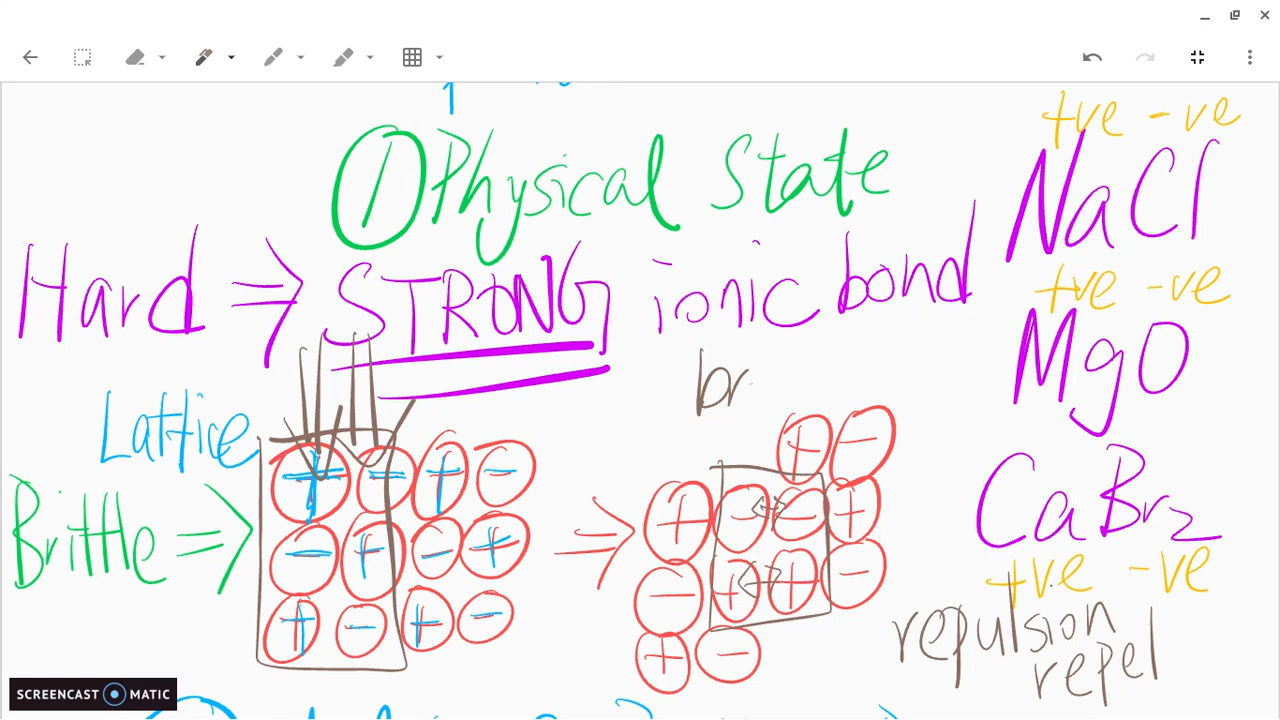 +ve -ve
① Physical State
NaCl
Hard => STRONG ionic bond
+ve -ve
MgO
br
Lattice
+ - + -
+ -
CaBr₂
Brittle =>
- + - +
=>
+ - - +
+ve -ve
+ - + -
- + + -
repulsion
repel
+ -
SCREENCAST MATIC